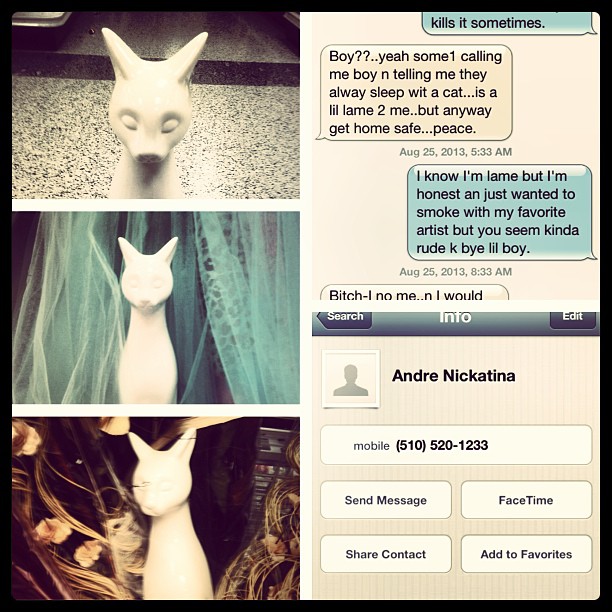 kills it sometimes.
Boy??..yeah some1 calling
me boy n telling me they
alway sleep wit a cat...is a
lil lame 2 me..but anyway
get home safe...peace.
Aug 25, 2013, 5:33 AM
I know I'm lame but I'm
honest an just wanted to
smoke with my favorite
artist but you seem kinda
rude k bye lil boy.
Aug 25, 2013, 8:33 AM
Bitch-I no me..n I would
Search
Info
Edit
Andre Nickatina
mobile (510) 520-1233
Send Message
FaceTime
Share Contact
Add to Favorites